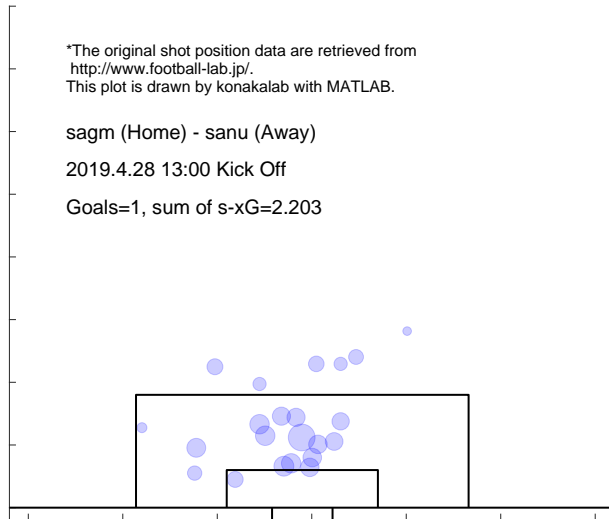 *The original shot position data are retrieved from
http://www.football-lab.jp/.
This plot is drawn by konakalab with MATLAB.
sagm (Home) - sanu (Away)
2019.4.28 13:00 Kick Off
Goals=1, sum of s-xG=2.203